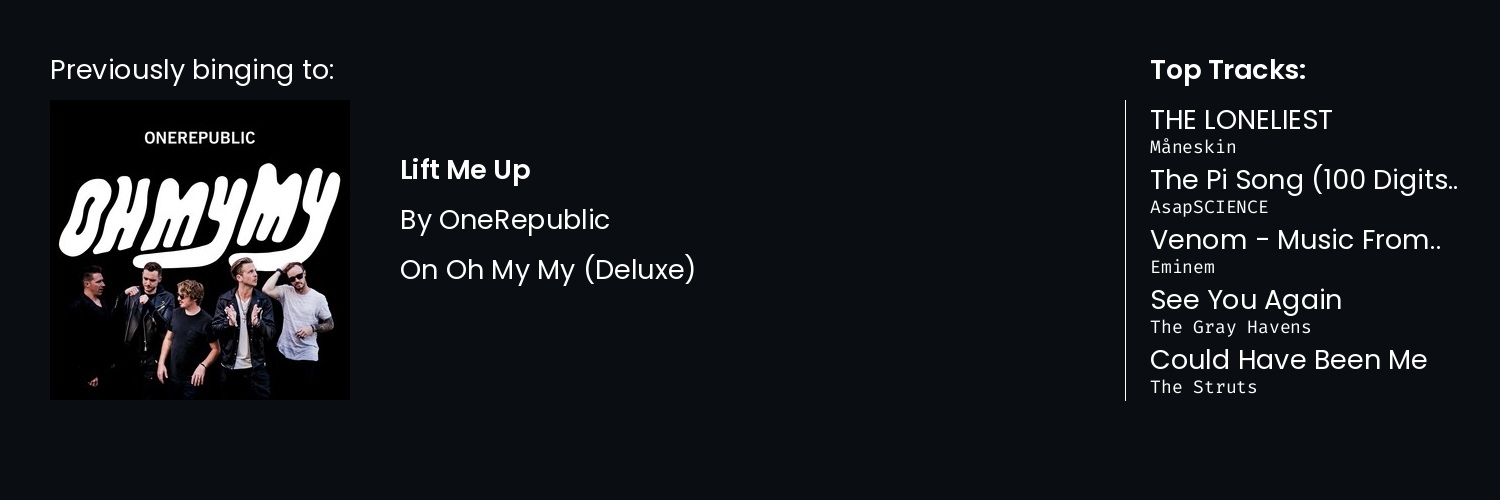 Previously binging to:
ONEREPUBLIC
OH MY MY
Lift Me Up
By OneRepublic
On Oh My My (Deluxe)
Top Tracks:
THE LONELIEST
Måneskin
The Pi Song (100 Digits..
AsapSCIENCE
Venom - Music From..
Eminem
See You Again
The Gray Havens
Could Have Been Me
The Struts